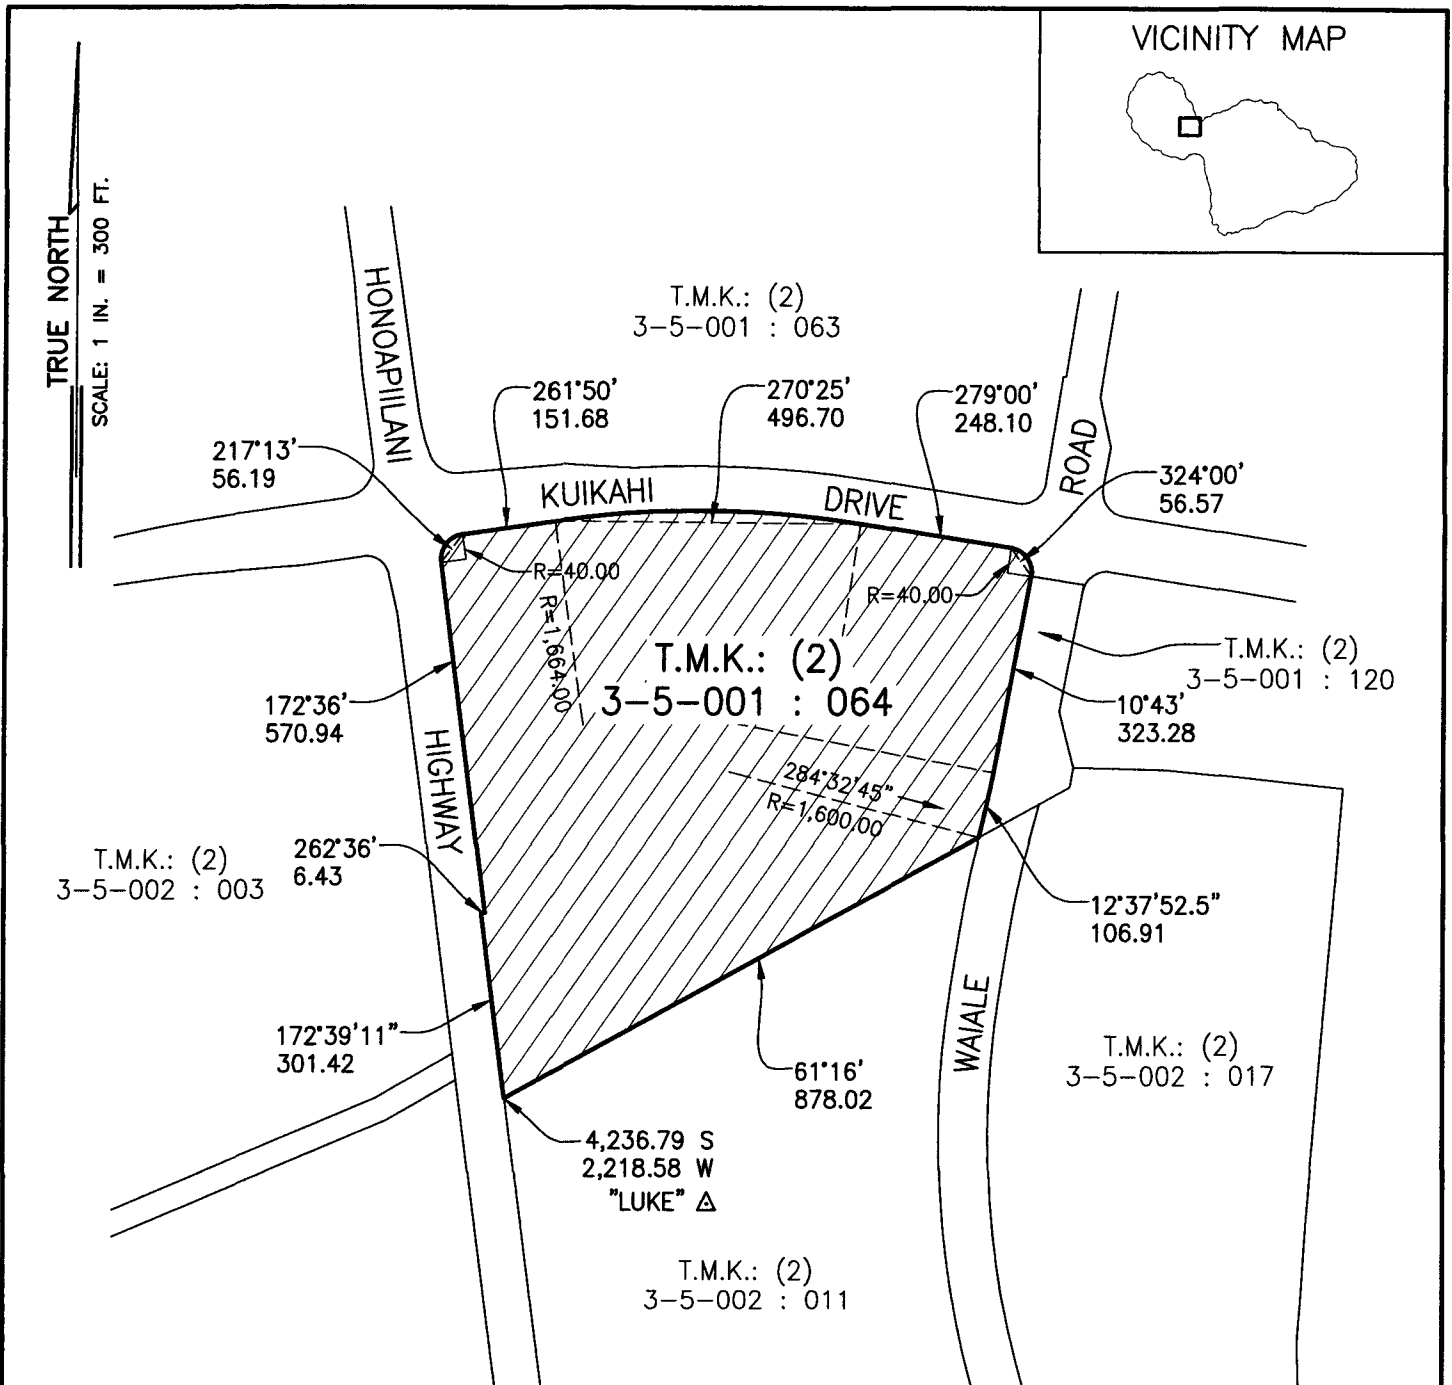 VICINITY MAP
TRUE NORTH
SCALE: 1 IN. = 300 FT.
HONOAPIILANI
T.M.K.: (2)
3-5-001 : 063
261°50'
151.68
270°25'
496.70
279°00'
248.10
217°13'
56.19
KUIKAHI
DRIVE
ROAD
324°00'
56.57
R=40.00
R=40.00
R=1,664.00
T.M.K.: (2)
3-5-001 : 064
T.M.K.: (2)
3-5-001 : 120
172°36'
570.94
10°43'
323.28
HIGHWAY
284°32'45"
R=1,600.00
262°36'
6.43
T.M.K.: (2)
3-5-002 : 003
12°37'52.5"
106.91
172°39'11"
301.42
WAIALE
61°16'
878.02
T.M.K.: (2)
3-5-002 : 017
4,236.79 S
2,218.58 W
"LUKE"
T.M.K.: (2)
3-5-002 : 011